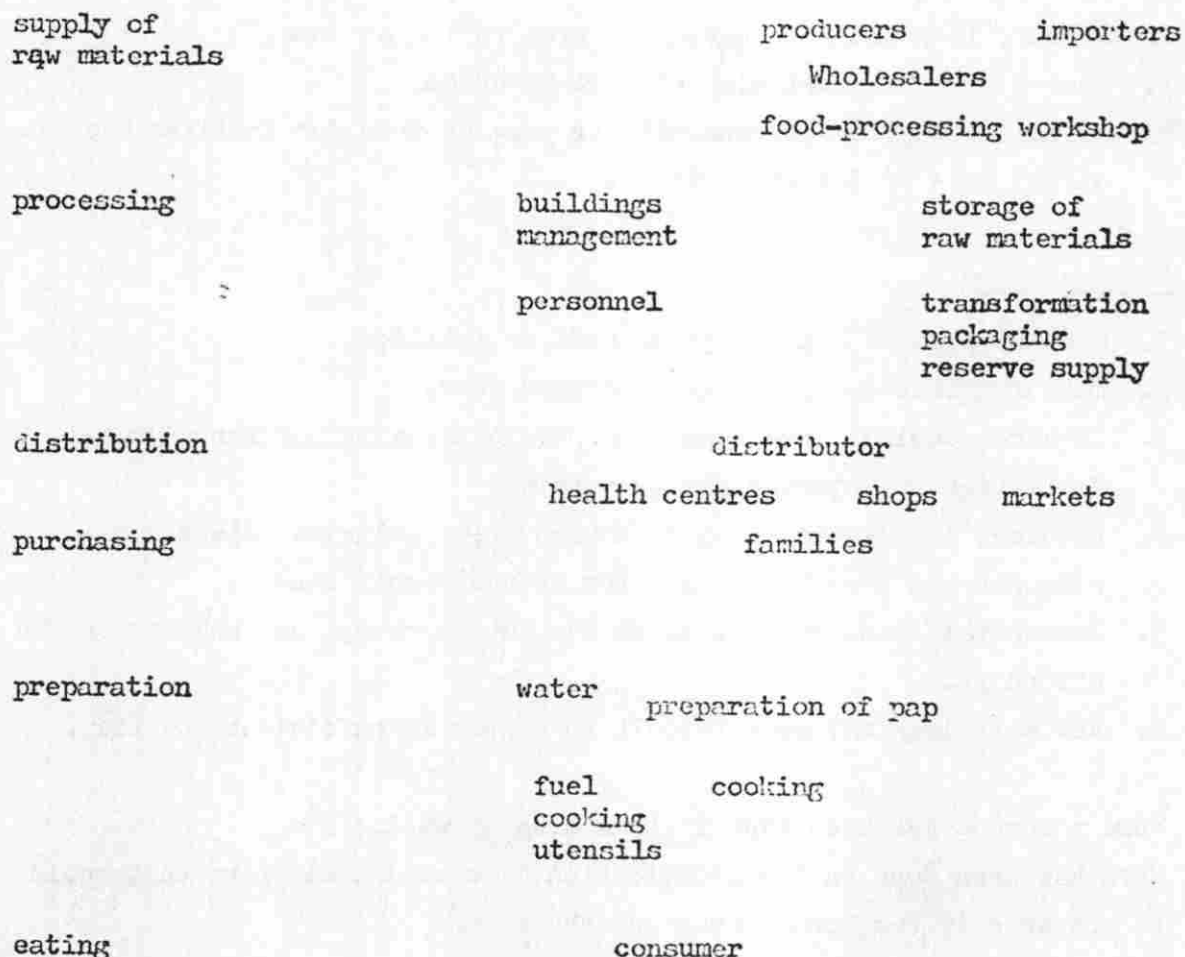 supply of producers importers
rqw materials
Wholesalers
food-processing workshop
processing buildings storage of
management raw materials
personnel transformation
packaging
reserve supply
distribution distributor
health centres shops markets
purchasing families
preparation water
preparation of pap
fuel cooking
cooking
utensils
eating consumer